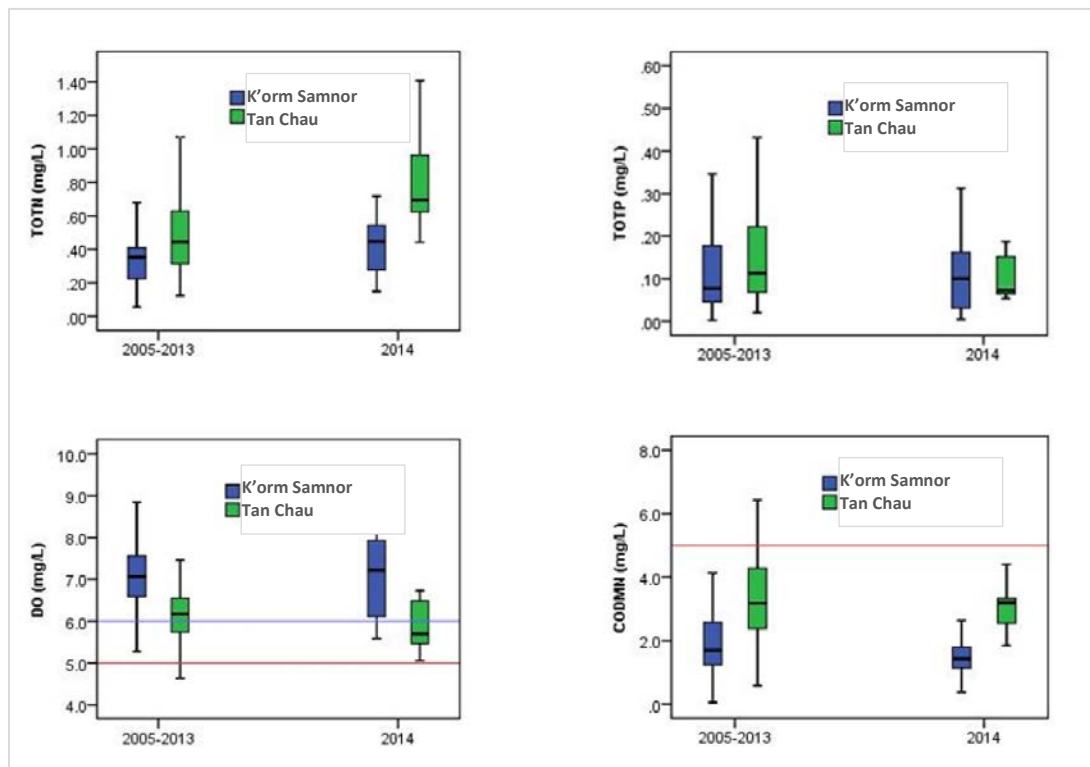 TOTN (mg/L)
1.40
1.20
1.00
.80
.60
.40
.20
.00
K'orm Samnor
Tan Chau
2005-2013
2014
TOTP (mg/L)
.60
.50
.40
.30
.20
.10
.00
K'orm Samnor
Tan Chau
2005-2013
2014
DO (mg/L)
10.0
9.0
8.0
7.0
6.0
5.0
4.0
K'orm Samnor
Tan Chau
2005-2013
2014
CODMN (mg/L)
8.0
6.0
4.0
2.0
.0
K'orm Samnor
Tan Chau
2005-2013
2014